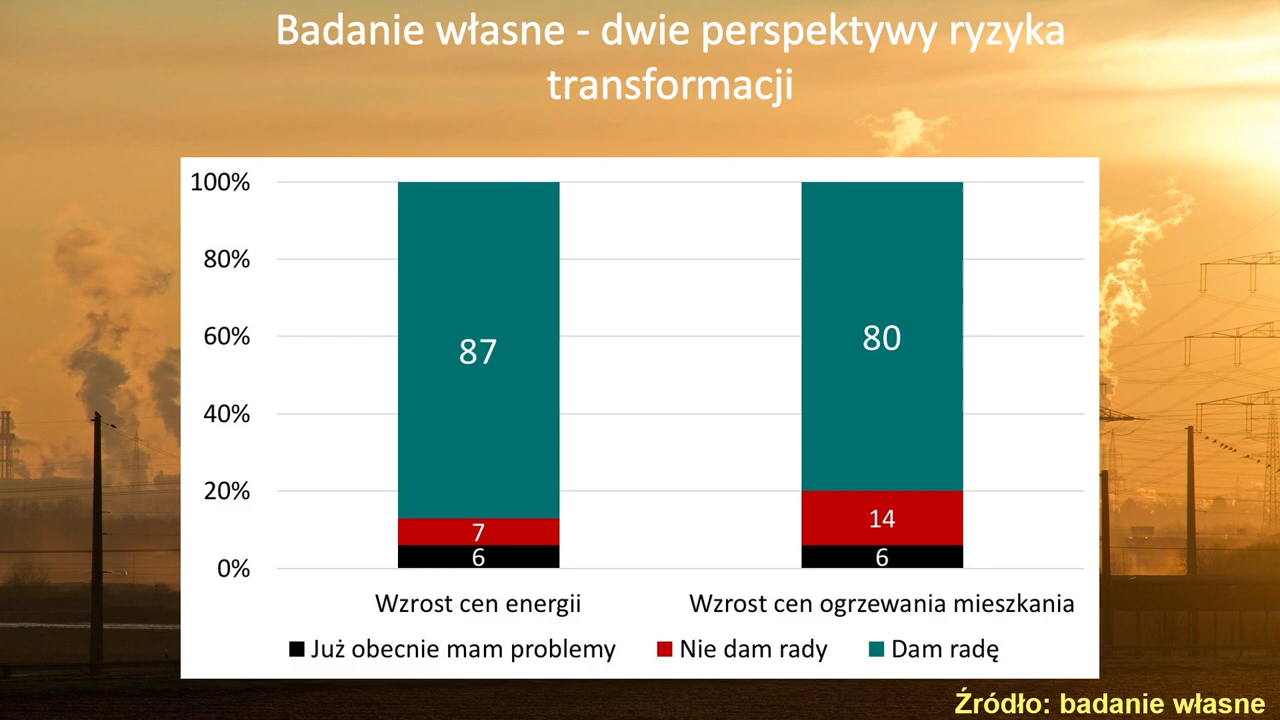 Badanie własne - dwie perspektywy ryzyka
transformacji
100%
80%
60%
40%
20%
0%
87
7
6
80
14
6
Wzrost cen energii
Wzrost cen ogrzewania mieszkania
Już obecnie mam problemy
Nie dam rady
Dam radę
Źródło: badanie własne